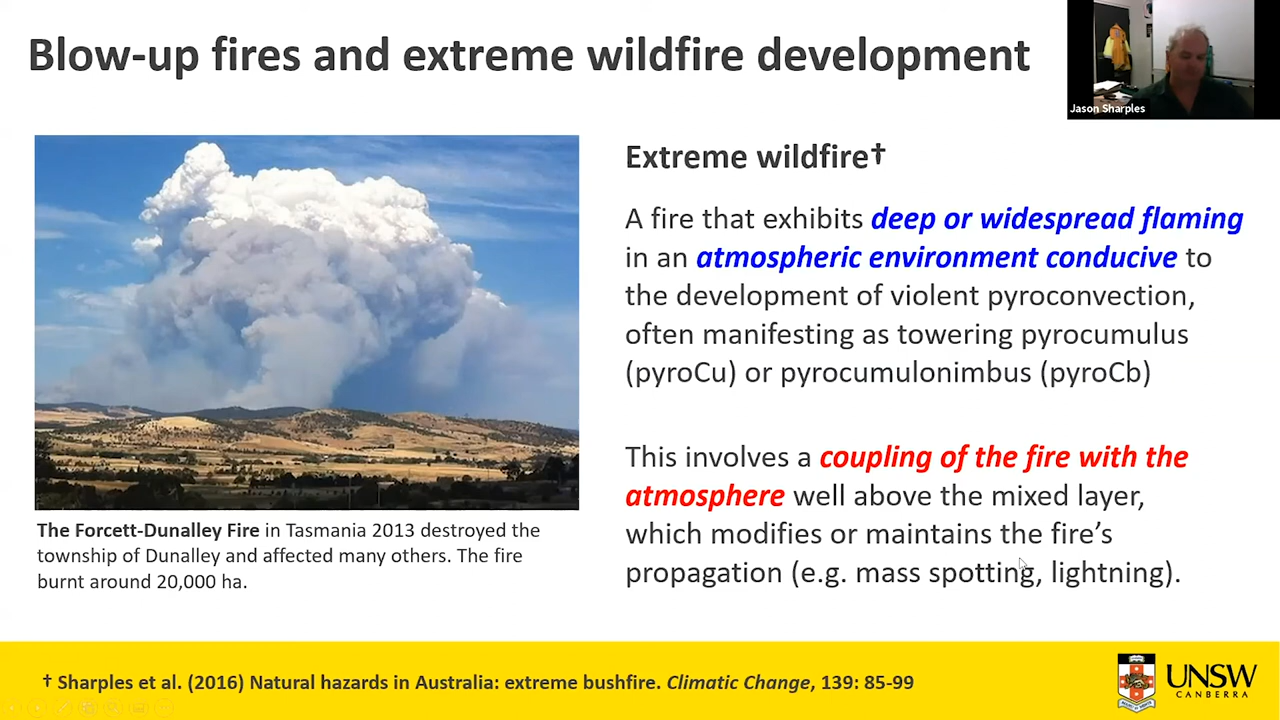 Blow-up fires and extreme wildfire development
Jason Sharples
Extreme wildfire†
A fire that exhibits deep or widespread flaming
in an atmospheric environment conducive to
the development of violent pyroconvection,
often manifesting as towering pyrocumulus
(pyroCu) or pyrocumulonimbus (pyroCb)
This involves a coupling of the fire with the
atmosphere well above the mixed layer,
which modifies or maintains the fire’s
propagation (e.g. mass spotting, lightning).
The Forcett-Dunalley Fire in Tasmania 2013 destroyed the
township of Dunalley and affected many others. The fire
burnt around 20,000 ha.
† Sharples et al. (2016) Natural hazards in Australia: extreme bushfire. Climatic Change, 139: 85-99
UNSW
CANBERRA